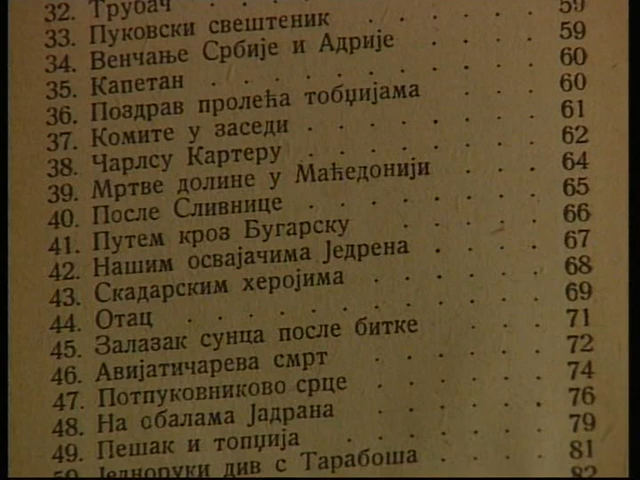 32. Трубач . . . . . . . .
33. Пуковски свештеник . . . . . 59
34. Венчање Србије и Адрије . . . . 59
35. Капетан . . . . . . . . 60
36. Поздрав пролећа тобџијама . . . 60
37. Комите у заседи . . . . . . 61
38. Чарлсу Картеру . . . . . . 62
39. Мртве долине у Маћедонији . . . 64
40. После Сливнице . . . . . . 65
41. Путем кроз Бугарску . . . . . 66
42. Нашим освајачима Једрена . . . . 67
43. Скадарским херојима . . . . . 68
44. Отац . . . . . . . . . 69
45. Залазак сунца после битке . . . 71
46. Авијатичарева смрт . . . . . 72
47. Потпуковниково срце . . . . . 74
48. На обалама Јадрана . . . . . 76
49. Пешак и топџија . . . . . . 79
50. Једноруки див с Тарабоша . . . . 81
82